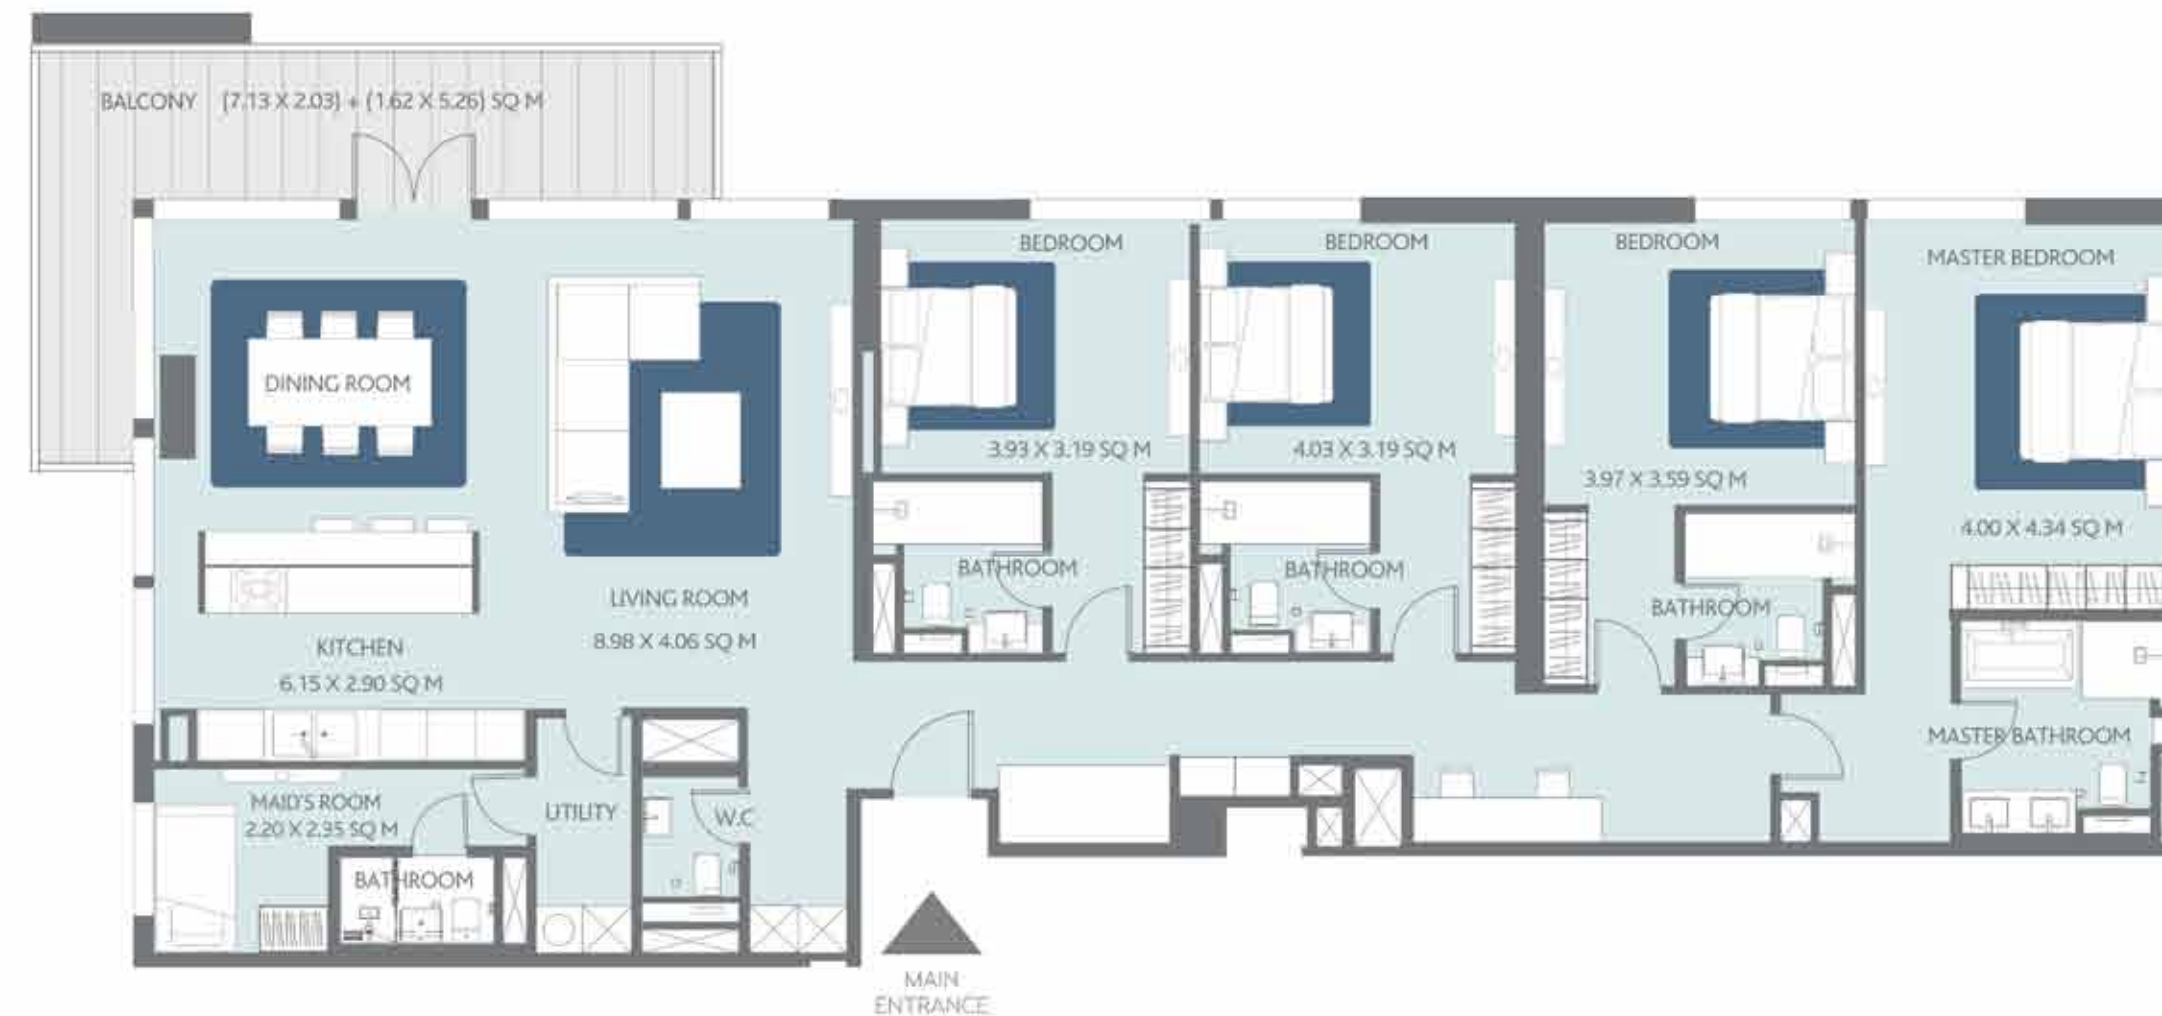 BALCONY (7.13 X 2.03) + (1.62 X 5.26) SQ M
BEDROOM
BEDROOM
BEDROOM
MASTER BEDROOM
DINING ROOM
3.93 X 3.19 SQ M
4.03 X 3.19 SQ M
3.97 X 3.59 SQ M
4.00 X 4.34 SQ M
BATHROOM
BATHROOM
BATHROOM
LIVING ROOM
8.98 X 4.06 SQ M
KITCHEN
6.15 X 2.90 SQ M
MASTER BATHROOM
MAID'S ROOM
2.20 X 2.35 SQ M
UTILITY
W.C
BATHROOM
MAIN
ENTRANCE